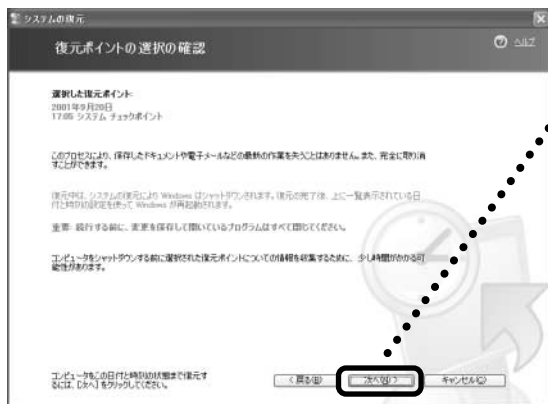 システムの復元
復元ポイントの選択の確認
ヘルプ
選択した復元ポイント:
2001年9月20日
17:05 システム チェックポイント
このプロセスにより、保存したドキュメントや電子メールなどの最新の作業を失うことはありません。また、完全に取り消
すことができます。
復元中は、システムの復元により Windows はシャットダウンされます。復元の完了後、上に一覧表示されている日
付と時刻の設定を使って Windows が再起動されます。
重要: 続行する前に、変更を保存して開いているプログラムはすべて閉じてください。
コンピュータをシャットダウンする前に選択された復元ポイントについての情報を収集するために、少し時間がかかる可
能性があります。
コンピュータをこの日付と時刻の状態まで復元す
るには、[次へ] をクリックしてください。
< 戻る(B)
次へ(N) >
キャンセル(C)